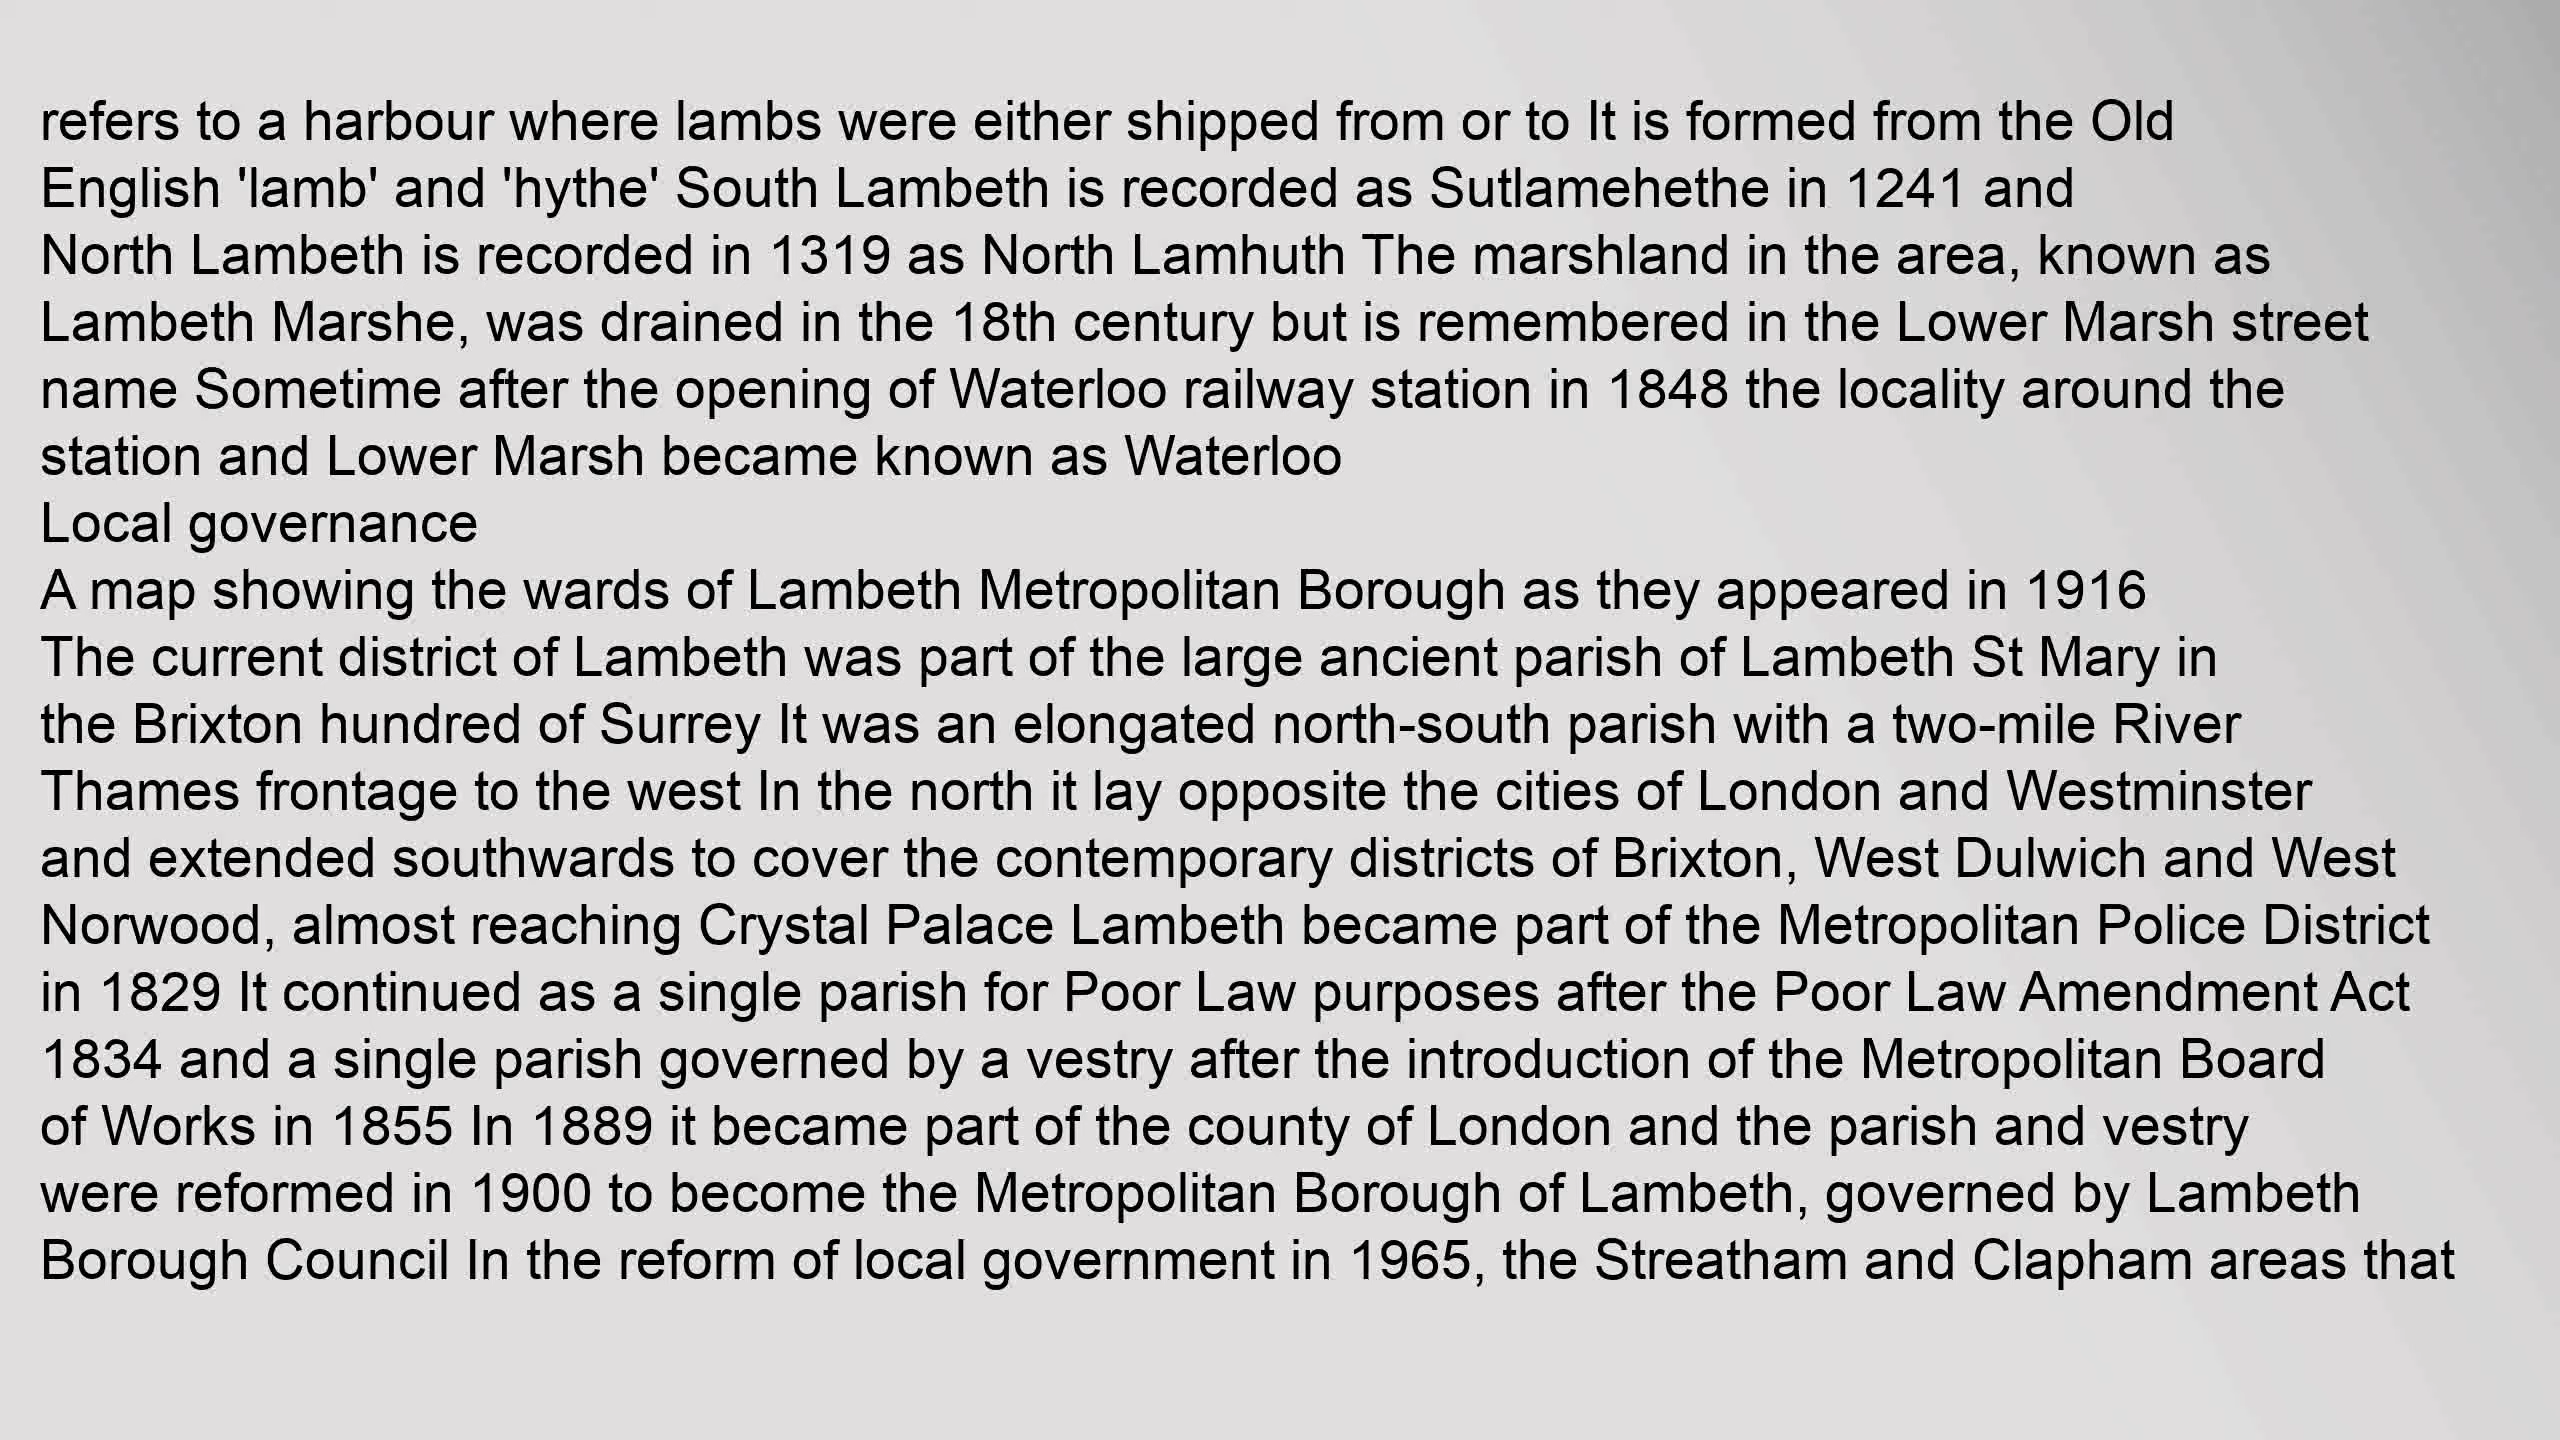 refers to a harbour where lambs were either shipped from or to It is formed from the Old
English 'lamb' and 'hythe' South Lambeth is recorded as Sutlamehethe in 1241 and
North Lambeth is recorded in 1319 as North Lamhuth The marshland in the area, known as
Lambeth Marshe, was drained in the 18th century but is remembered in the Lower Marsh street
name Sometime after the opening of Waterloo railway station in 1848 the locality around the
station and Lower Marsh became known as Waterloo
Local governance
A map showing the wards of Lambeth Metropolitan Borough as they appeared in 1916
The current district of Lambeth was part of the large ancient parish of Lambeth St Mary in
the Brixton hundred of Surrey It was an elongated north-south parish with a two-mile River
Thames frontage to the west In the north it lay opposite the cities of London and Westminster
and extended southwards to cover the contemporary districts of Brixton, West Dulwich and West
Norwood, almost reaching Crystal Palace Lambeth became part of the Metropolitan Police District
in 1829 It continued as a single parish for Poor Law purposes after the Poor Law Amendment Act
1834 and a single parish governed by a vestry after the introduction of the Metropolitan Board
of Works in 1855 In 1889 it became part of the county of London and the parish and vestry
were reformed in 1900 to become the Metropolitan Borough of Lambeth, governed by Lambeth
Borough Council In the reform of local government in 1965, the Streatham and Clapham areas that